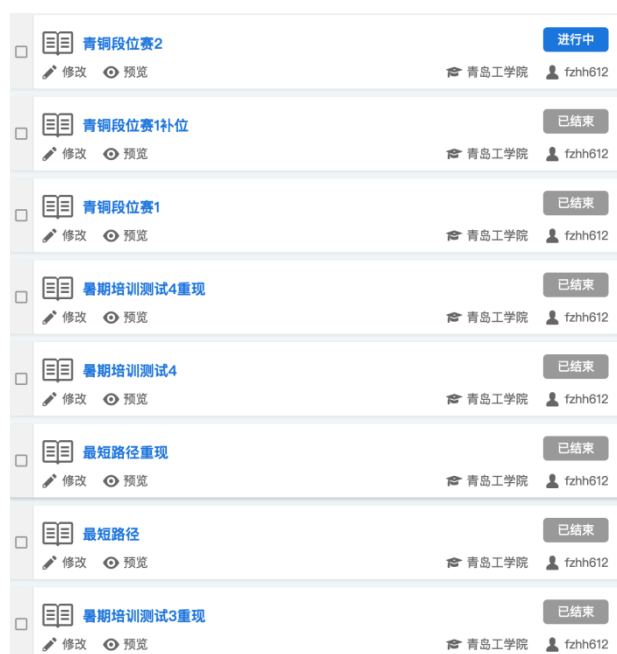 青铜段位赛2 进行中
修改 预览 青岛工学院 fzhh612
青铜段位赛1补位 已结束
修改 预览 青岛工学院 fzhh612
青铜段位赛1 已结束
修改 预览 青岛工学院 fzhh612
暑期培训测试4重现 已结束
修改 预览 青岛工学院 fzhh612
暑期培训测试4 已结束
修改 预览 青岛工学院 fzhh612
最短路径重现 已结束
修改 预览 青岛工学院 fzhh612
最短路径 已结束
修改 预览 青岛工学院 fzhh612
暑期培训测试3重现 已结束
修改 预览 青岛工学院 fzhh612